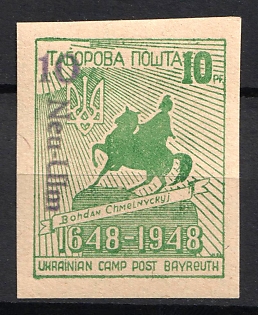 ТАБОРОВА ПОШТА
10
10
PF.
Neu Ulm
Bohdan Chmelnyckyj
1648-1948
UKRAINIAN CAMP POST BAYREUTH